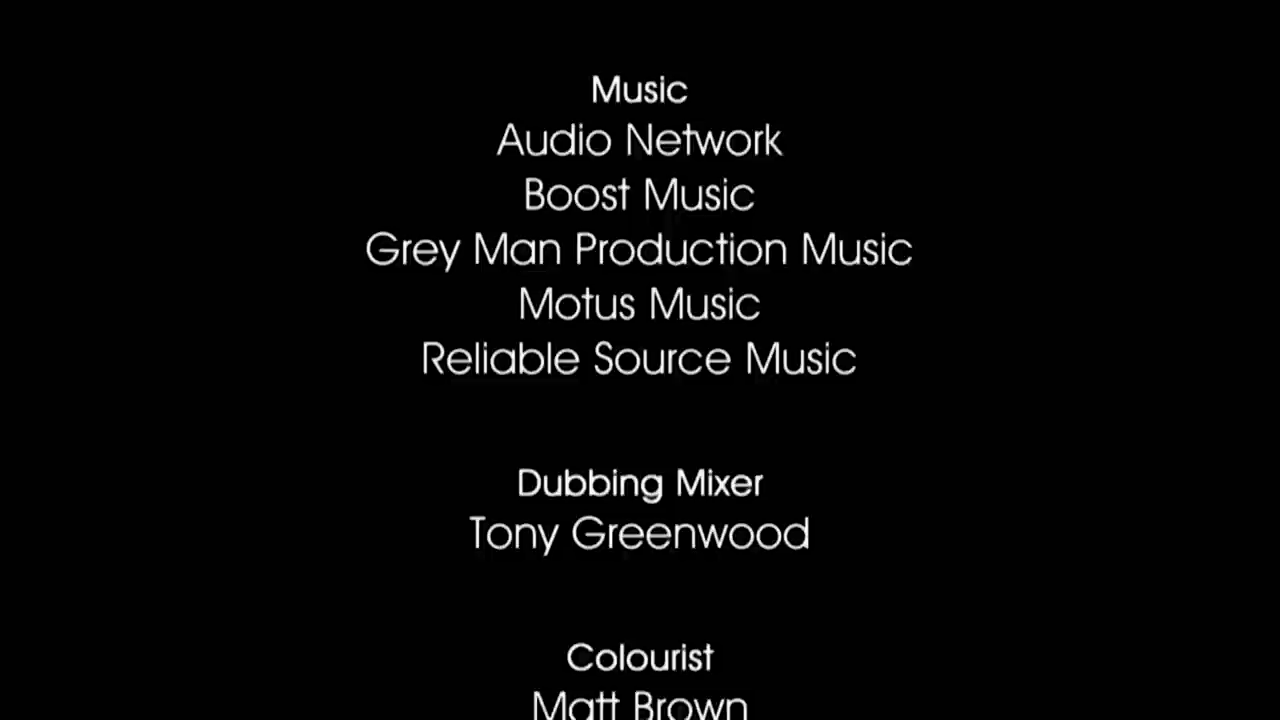 Music
Audio Network
Boost Music
Grey Man Production Music
Motus Music
Reliable Source Music
Dubbing Mixer
Tony Greenwood
Colourist
Matt Brown